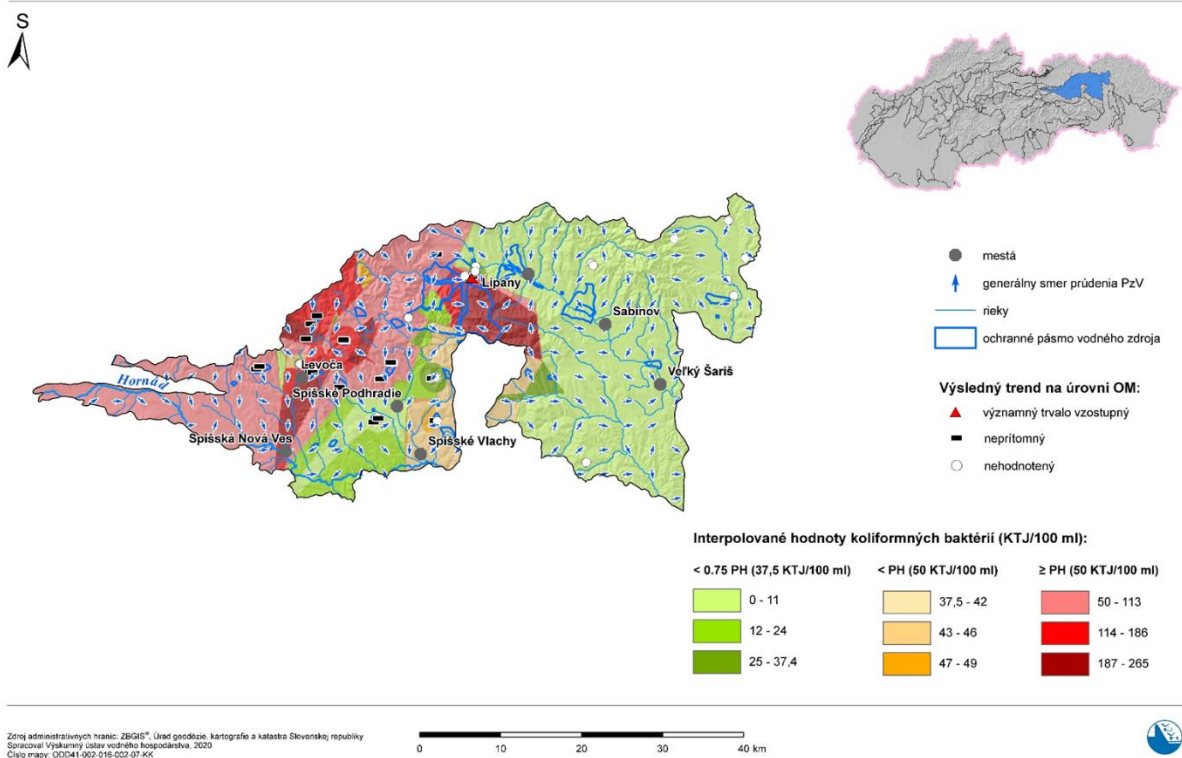 S
Hornád
Lipany
Sabinov
Levoča
Spišské Podhradie
Veľký Šariš
Spišská Nová Ves
Spišské Vlachy
mestá
generálny smer prúdenia PzV
rieky
ochranné pásmo vodného zdroja
Výsledný trend na úrovni OM:
významný trvalo vzostupný
neprítomný
nehodnotený
Interpolované hodnoty koliformných baktérií (KTJ/100 ml):
< 0.75 PH (37,5 KTJ/100 ml) < PH (50 KTJ/100 ml) ≥ PH (50 KTJ/100 ml)
0 - 11 37,5 - 42 50 - 113
12 - 24 43 - 46 114 - 186
25 - 37,4 47 - 49 187 - 265
Zdroj administratívnych hraníc: ZBGIS®, Úrad geodézie, kartografie a katastra Slovenskej republiky
Spracoval Výskumný ústav vodného hospodárstva, 2020
Číslo mapy: ODD41-002-016-002-07-KK
0 10 20 30 40 km